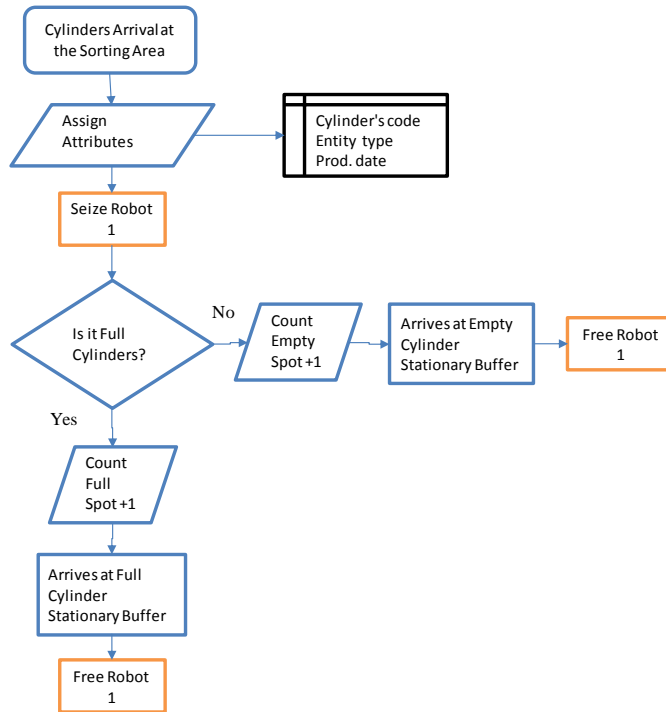 Cylinders Arrival at
the Sorting Area
Assign
Attributes
Cylinder's code
Entity type
Prod. date
Seize Robot
1
Is it Full
Cylinders?
No
Count
Empty
Spot +1
Arrives at Empty
Cylinder
Stationary Buffer
Free Robot
1
Yes
Count
Full
Spot +1
Arrives at Full
Cylinder
Stationary Buffer
Free Robot
1